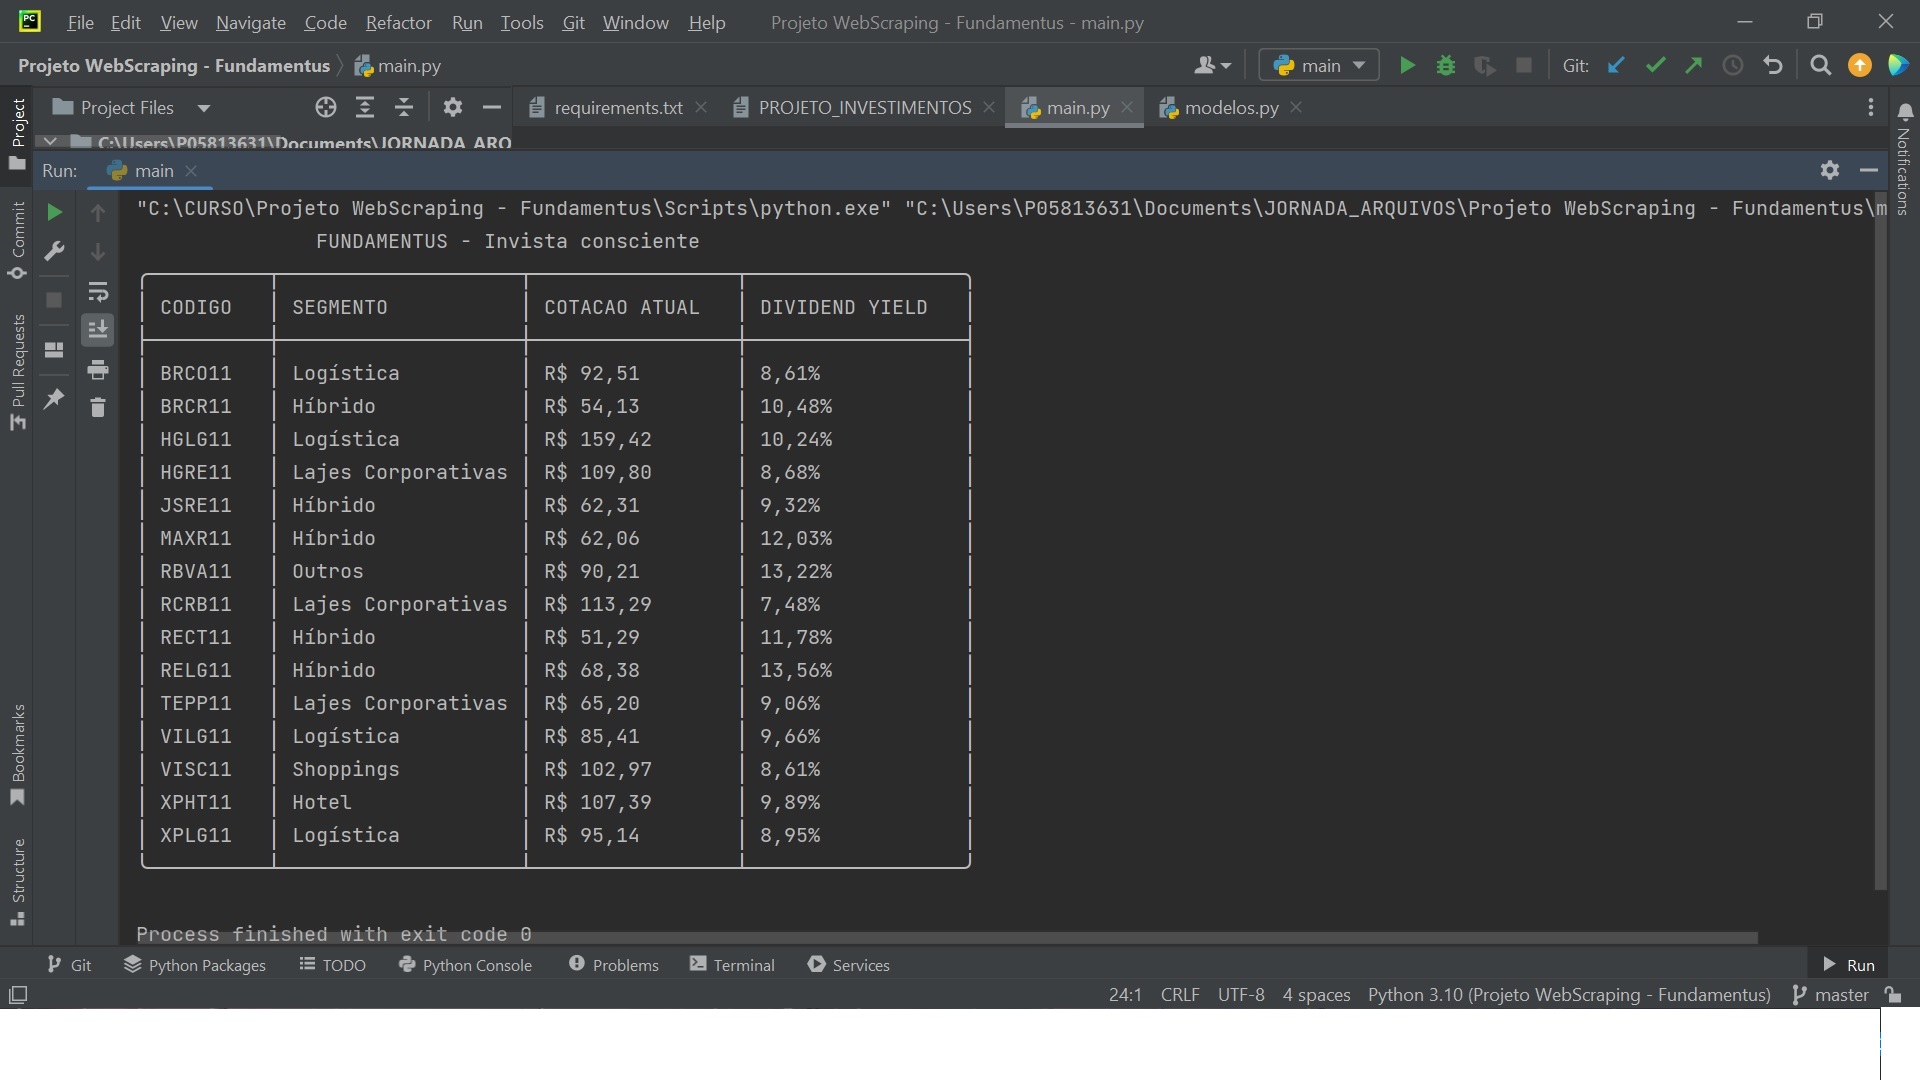 PC File Edit View Navigate Code Refactor Run Tools Git Window Help Projeto WebScraping - Fundamentus - main.py
Projeto WebScraping - Fundamentus main.py main Git:
Project Files requirements.txt PROJETO_INVESTIMENTOS main.py modelos.py
C:\Users\P05813631\Documents\JORNADA_ARQ
Run: main
Project
Commit
Pull Requests
Bookmarks
Structure
Notifications
"C:\CURSO\Projeto WebScraping - Fundamentus\Scripts\python.exe" "C:\Users\P05813631\Documents\JORNADA_ARQUIVOS\Projeto WebScraping - Fundamentus\m
FUNDAMENTUS - Invista consciente
CODIGO SEGMENTO COTACAO ATUAL DIVIDEND YIELD
BRCO11 Logística R$ 92,51 8,61%
BRCR11 Híbrido R$ 54,13 10,48%
HGLG11 Logística R$ 159,42 10,24%
HGRE11 Lajes Corporativas R$ 109,80 8,68%
JSRE11 Híbrido R$ 62,31 9,32%
MAXR11 Híbrido R$ 62,06 12,03%
RBVA11 Outros R$ 90,21 13,22%
RCRB11 Lajes Corporativas R$ 113,29 7,48%
RECT11 Híbrido R$ 51,29 11,78%
RELG11 Híbrido R$ 68,38 13,56%
TEPP11 Lajes Corporativas R$ 65,20 9,06%
VILG11 Logística R$ 85,41 9,66%
VISC11 Shoppings R$ 102,97 8,61%
XPHT11 Hotel R$ 107,39 9,89%
XPLG11 Logística R$ 95,14 8,95%
Process finished with exit code 0
Git Python Packages TODO Python Console Problems Terminal Services Run
24:1 CRLF UTF-8 4 spaces Python 3.10 (Projeto WebScraping - Fundamentus) master